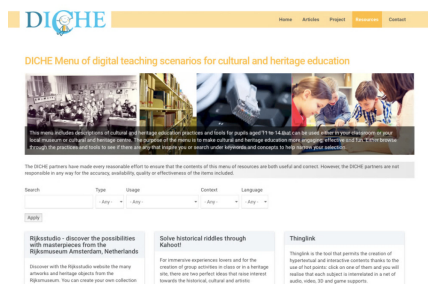 DICHE
Home Articles Project Resources Contact
DICHE Menu of digital teaching scenarios for cultural and heritage education
This menu includes descriptions of cultural and heritage education practices and tools for pupils aged 11 to 14 that can be used either in your classroom or your
local museum or cultural heritage centre. The purpose of the menu is to make cultural and heritage education more engaging, effective and fun. Either browse
through the practices and tools to see if there are any that inspire you or search under keywords and concepts to help narrow your selection.
The DICHE partners have made every reasonable effort to ensure that the contents of this menu of resources are both useful and correct. However, the DICHE partners are not
responsible in any way for the accuracy, availability, quality or effectiveness of the items included.
Search Type Usage Context Language
- Any - - Any - - Any - - Any -
Apply
Rijksstudio - discover the possibilities
with masterpieces from the
Rijksmuseum Amsterdam, Netherlands
Discover with the Rijksstudio website the many
artworks and heritage objects from the
Rijksmuseum. You can create your own collection
Solve historical riddles through
Kahoot!
For immersive experiences lovers and for the
creation of group activities in class or in a heritage
site, there are two perfect ideas that raise interest
towards the historical, cultural and artistic
Thinglink
Thinglink is the tool that permits the creation of
hypertextual and interactive contents thanks to the
use of hot points: click on one of them and you will
realise that each subject is interrelated in a net of
audio, video, 3D and game supports.